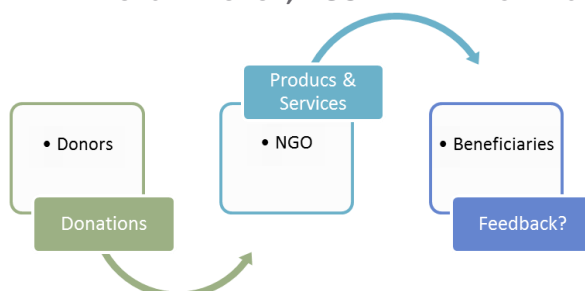 Producs &
Services
• Donors
• NGO
• Beneficiaries
Donations
Feedback?